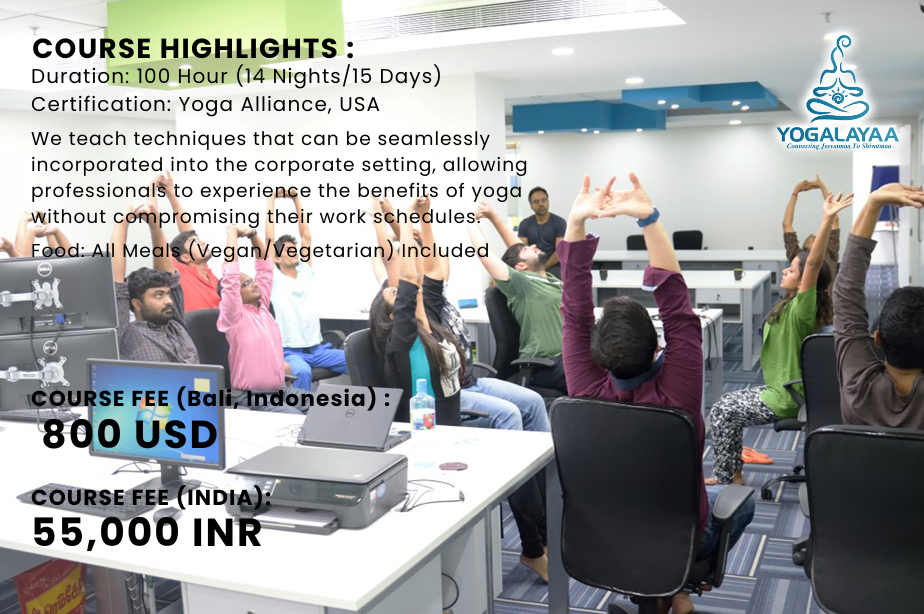 COURSE HIGHLIGHTS :
Duration: 100 Hour (14 Nights/15 Days)
Certification: Yoga Alliance, USA
We teach techniques that can be seamlessly
incorporated into the corporate setting, allowing
professionals to experience the benefits of yoga
without compromising their work schedules.
Food: All Meals (Vegan/Vegetarian) Included
YOGALAYAA
Connecting Jeevatmaa To Shivatmaa
COURSE FEE (Bali, Indonesia) :
800 USD
COURSE FEE (INDIA):
55,000 INR